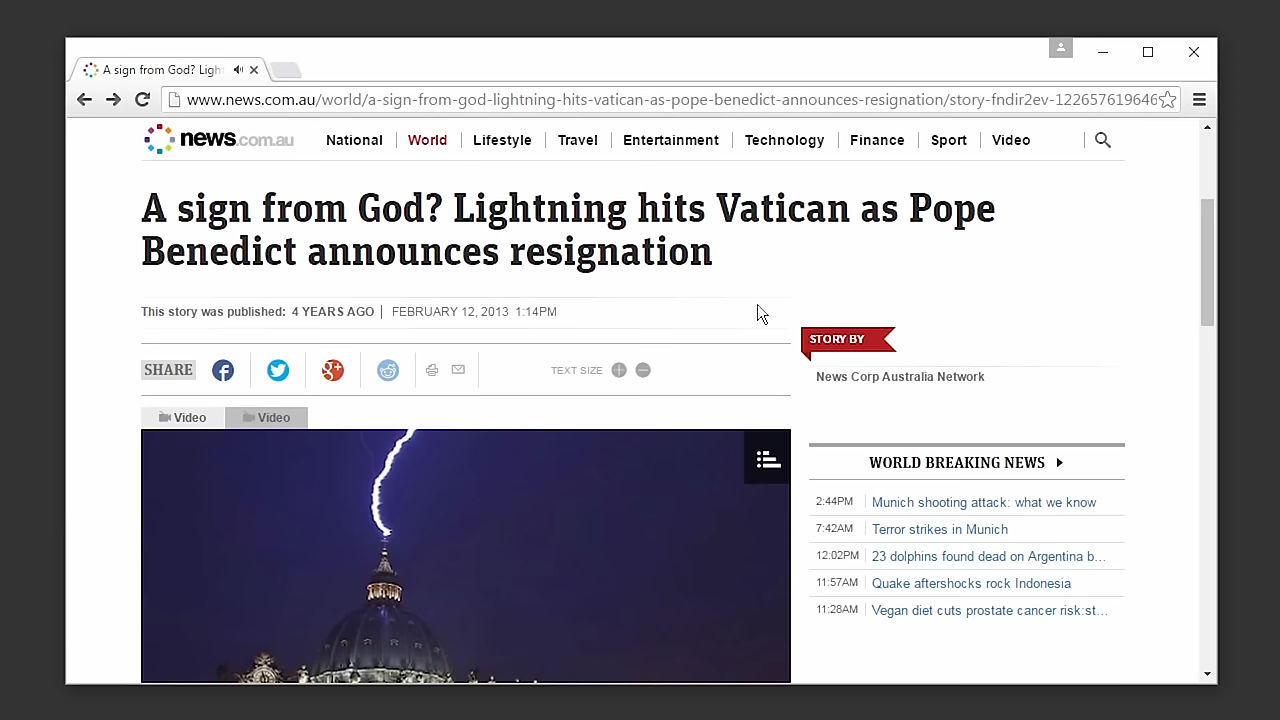 A sign from God? Ligh
www.news.com.au/world/a-sign-from-god-lightning-hits-vatican-as-pope-benedict-announces-resignation/story-fndir2ev-122657619646
news.com.au
National World Lifestyle Travel Entertainment Technology Finance Sport Video
A sign from God? Lightning hits Vatican as Pope
Benedict announces resignation
This story was published: 4 YEARS AGO | FEBRUARY 12, 2013 1:14PM
STORY BY
News Corp Australia Network
SHARE
TEXT SIZE
Video Video
WORLD BREAKING NEWS
2:44PM Munich shooting attack: what we know
7:42AM Terror strikes in Munich
12:02PM 23 dolphins found dead on Argentina b...
11:57AM Quake aftershocks rock Indonesia
11:28AM Vegan diet cuts prostate cancer risk:st...